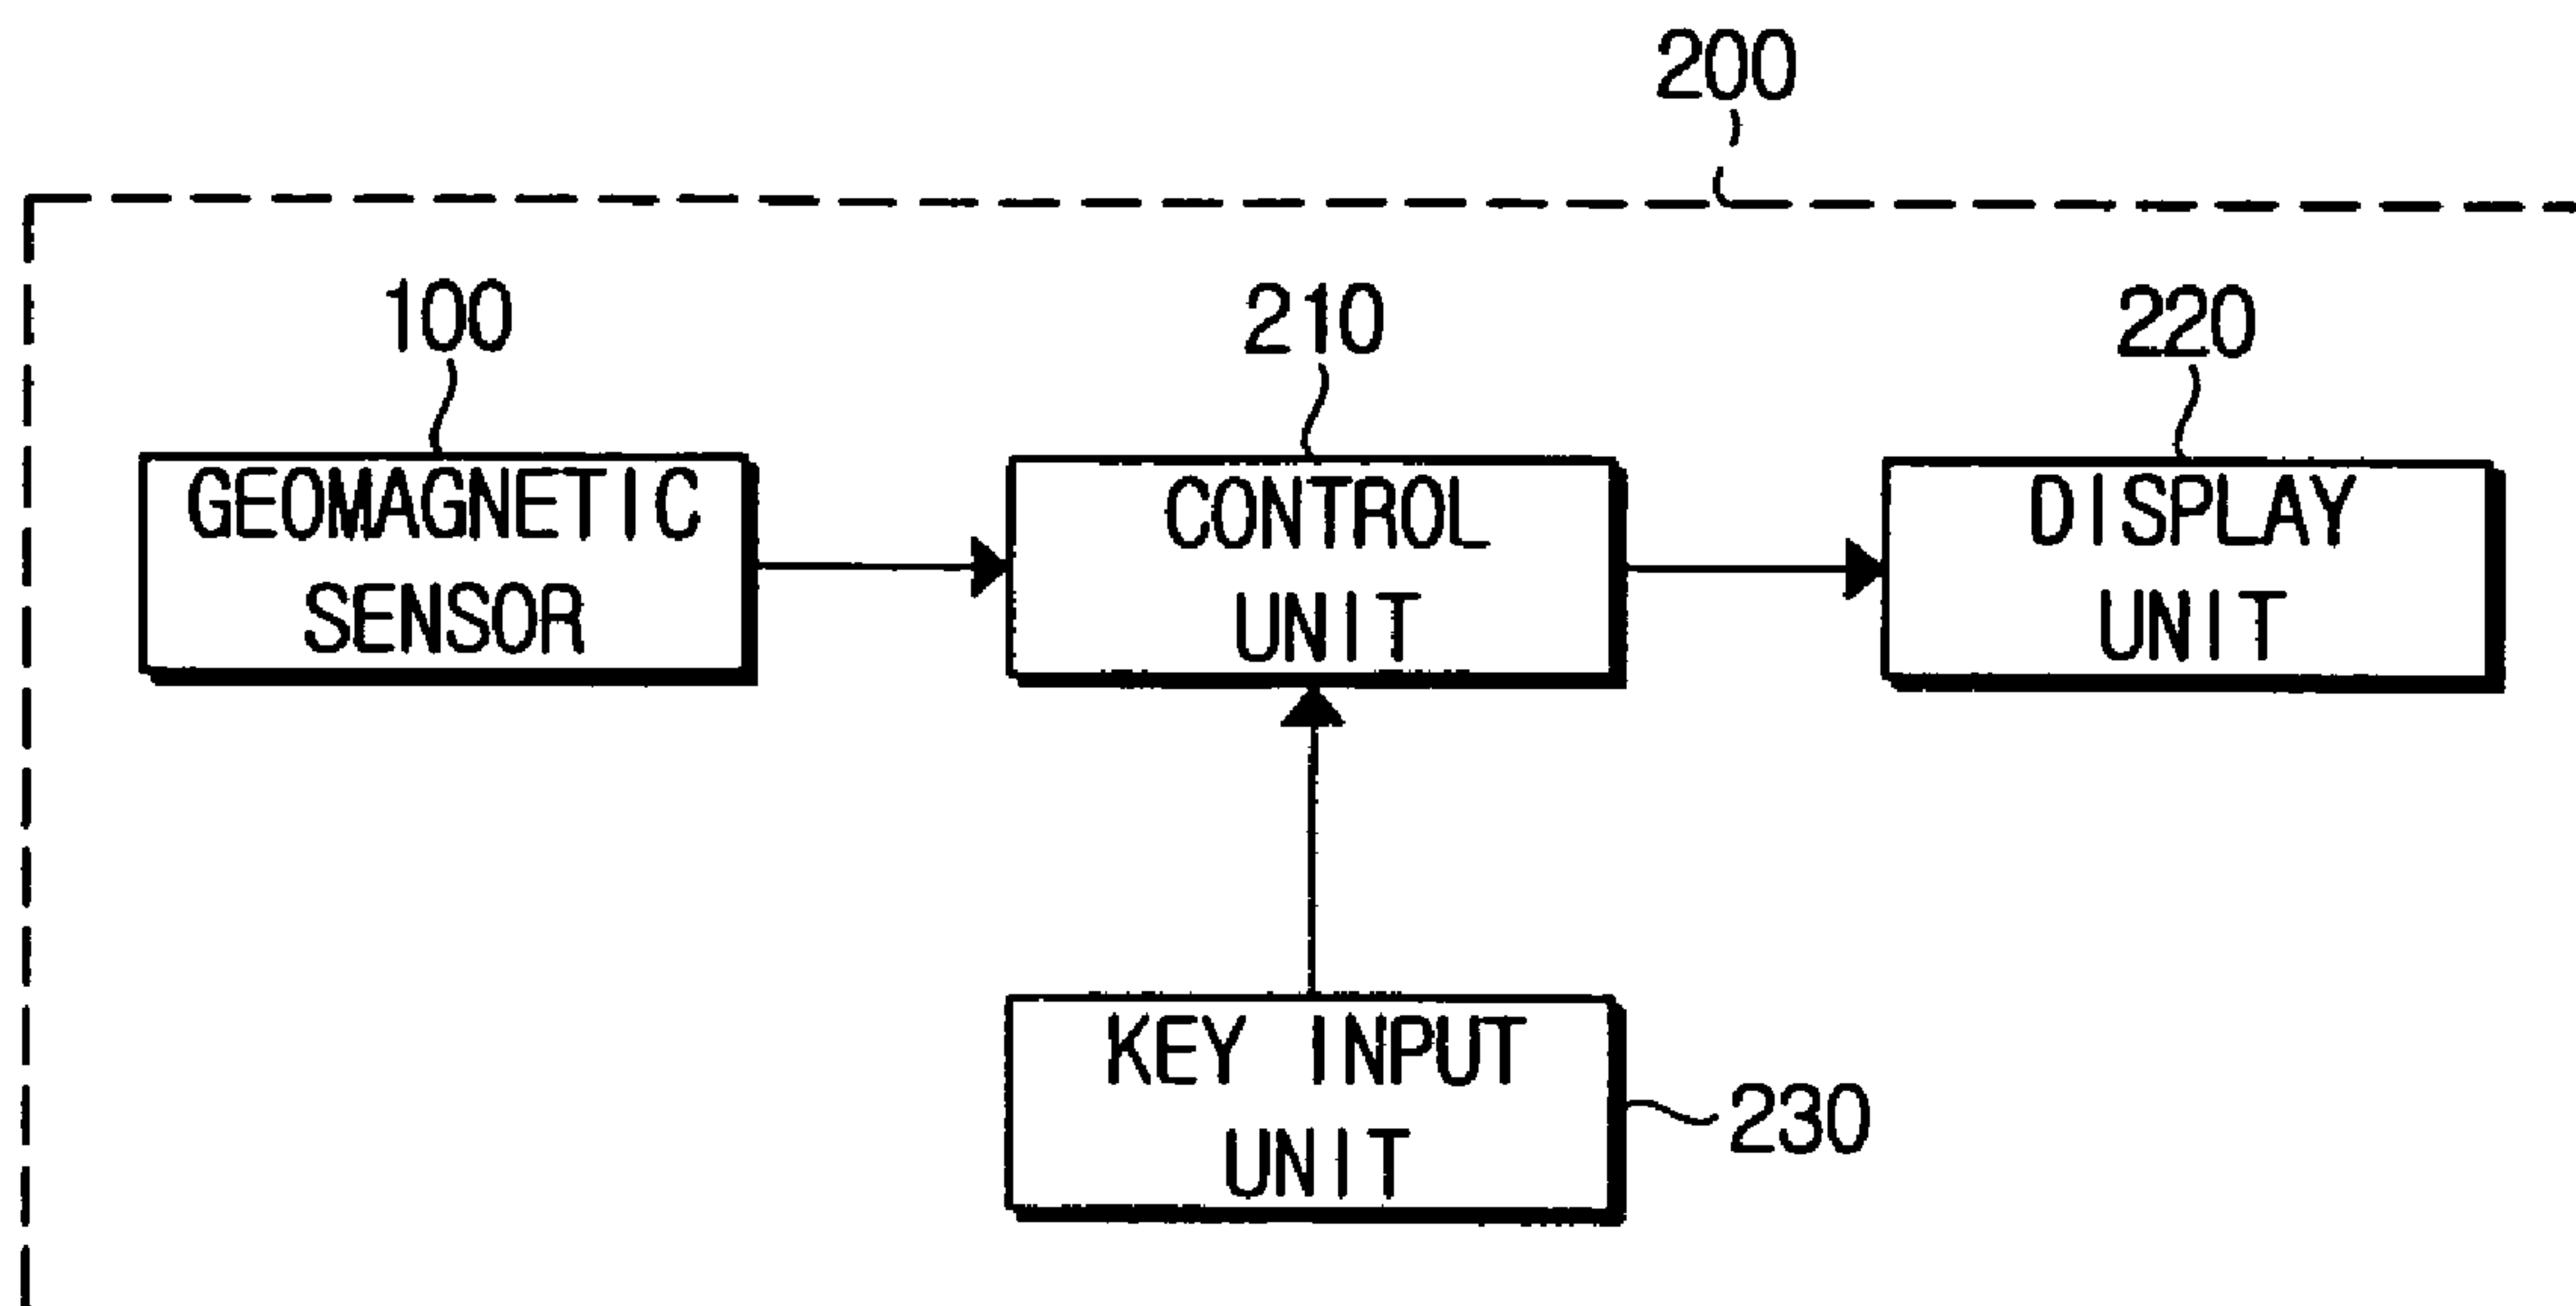 200
100
210
220
GEOMAGNETIC
SENSOR
CONTROL
UNIT
DISPLAY
UNIT
KEY INPUT
UNIT
230